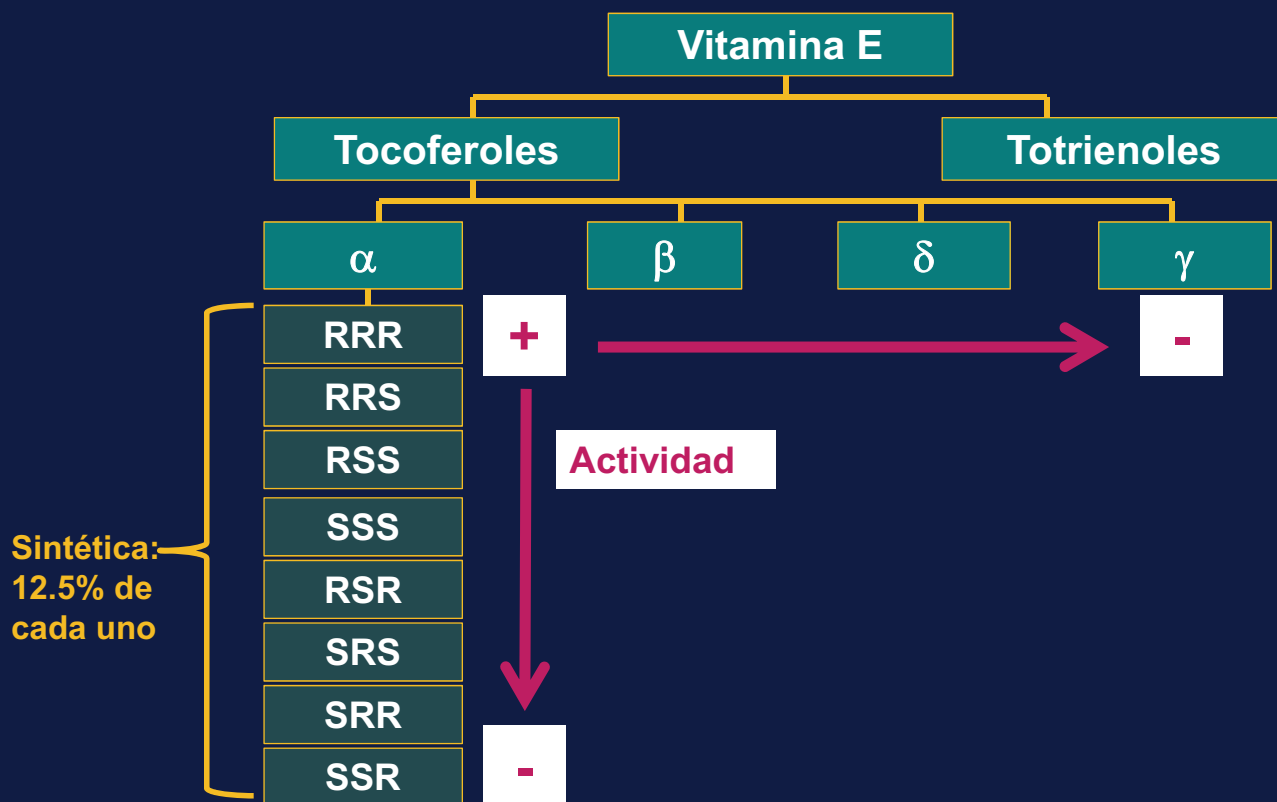 Vitamina E
Tocoferoles
Totrienoles
α
β
δ
γ
RRR
+
-
RRS
RSS
Actividad
SSS
Sintética:
12.5% de
cada uno
RSR
SRS
SRR
SSR
-